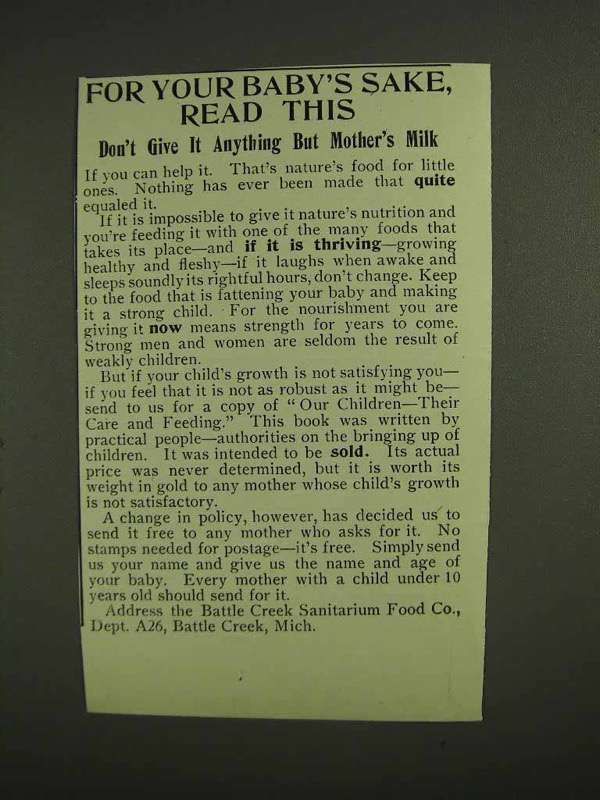 FOR YOUR BABY'S SAKE,
READ THIS
Don't Give It Anything But Mother's Milk
If you can help it. That's nature's food for little
ones. Nothing has ever been made that quite
equaled it.
If it is impossible to give it nature's nutrition and
you're feeding it with one of the many foods that
takes its place—and if it is thriving—growing
healthy and fleshy—if it laughs when awake and
sleeps soundly its rightful hours, don't change. Keep
to the food that is fattening your baby and making
it a strong child. For the nourishment you are
giving it now means strength for years to come.
Strong men and women are seldom the result of
weakly children.
But if your child's growth is not satisfying you—
if you feel that it is not as robust as it might be—
send to us for a copy of "Our Children—Their
Care and Feeding." This book was written by
practical people—authorities on the bringing up of
children. It was intended to be sold. Its actual
price was never determined, but it is worth its
weight in gold to any mother whose child's growth
is not satisfactory.
A change in policy, however, has decided us to
send it free to any mother who asks for it. No
stamps needed for postage—it's free. Simply send
us your name and give us the name and age of
your baby. Every mother with a child under 10
years old should send for it.
Address the Battle Creek Sanitarium Food Co.,
Dept. A26, Battle Creek, Mich.